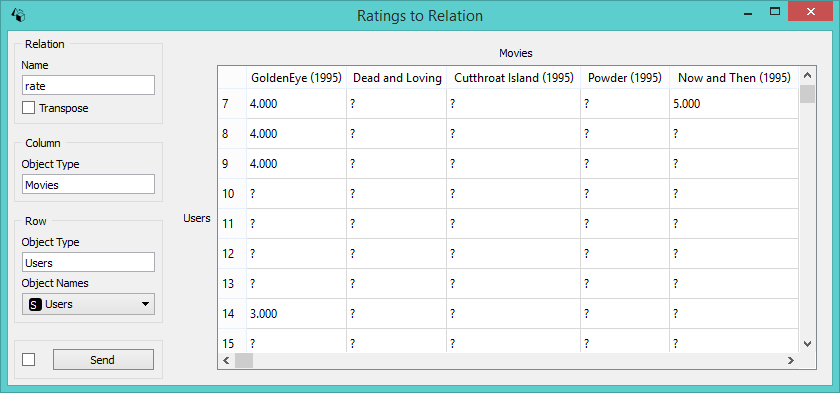 Ratings to Relation
Relation
Name
rate
Transpose
Column
Object Type
Movies
Row
Object Type
Users
Object Names
S Users
Send
Movies
Users
GoldenEye (1995) Dead and Loving Cutthroat Island (1995) Powder (1995) Now and Then (1995)
7 4.000 ? ? ? 5.000
8 4.000 ? ? ? ?
9 4.000 ? ? ? ?
10 ? ? ? ? ?
11 ? ? ? ? ?
12 ? ? ? ? ?
13 ? ? ? ? ?
14 3.000 ? ? ? ?
15 ? ? ? ? ?